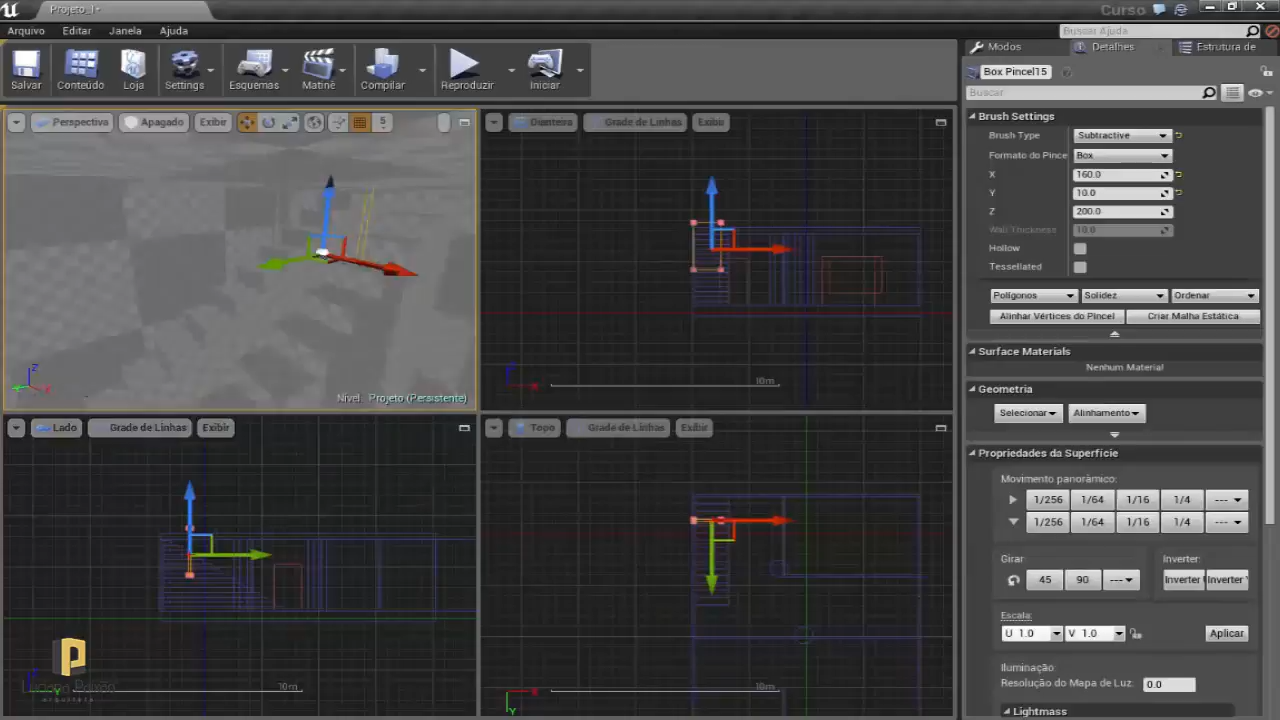 Projeto_I•
Curso
Arquivo Editar Janela Ajuda
Buscar Ajuda
Modos Detalhes Estrutura de
Salvar Conteúdo Loja Settings Esquemas Matinê Compilar Reproduzir Iniciar
Box Pincel15
Buscar
Perspectiva Apagado Exibir 5
Dianteira Grade de Linhas Exibir
Brush Settings
Brush Type Subtractive
Formato do Pince Box
X 160.0
Y 10.0
Z 200.0
Wall Thickness 10.0
Hollow
Tessellated
Polígonos Solidez Ordenar
Alinhar Vértices do Pincel Criar Malha Estática
Surface Materials
Nenhum Material
Geometria
Selecionar Alinhamento
Z
X
Nível: Projeto (Persistente)
10m
Lado Grade de Linhas Exibir
Topo Grade de Linhas Exibir
Propriedades da Superfície
Movimento panorâmico:
1/256 1/64 1/16 1/4 ---
1/256 1/64 1/16 1/4 ---
Girar: Inverter:
45 90 --- Inverter Inverter
Escala:
U 1.0 V 1.0 Aplicar
Iluminação:
Resolução do Mapa de Luz: 0.0
Lightmass
Luciano Paixão
arquiteto
Y
10m
10m
Y